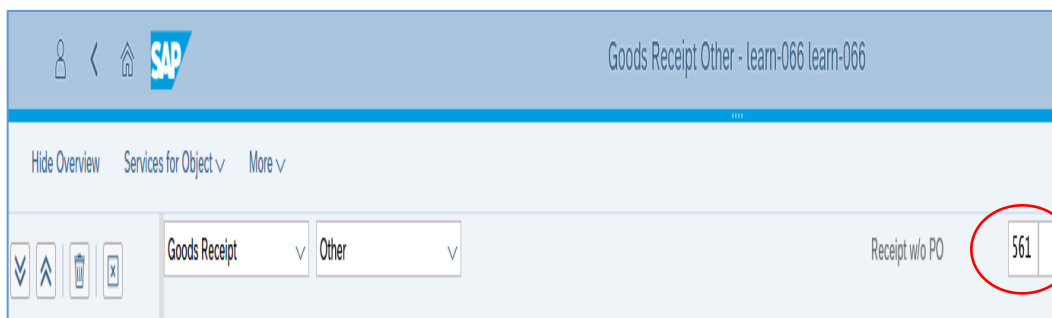 SAP
Goods Receipt Other - learn-066 learn-066
Hide Overview Services for Object More
Goods Receipt Other Receipt w/o PO 561